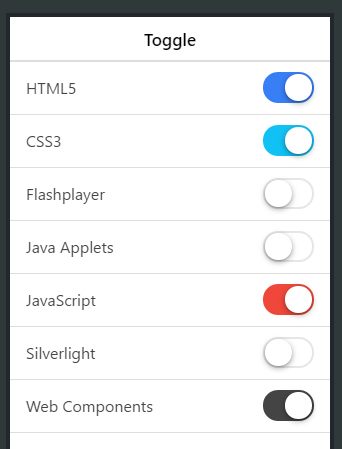 Toggle
HTML5
CSS3
Flashplayer
Java Applets
JavaScript
Silverlight
Web Components